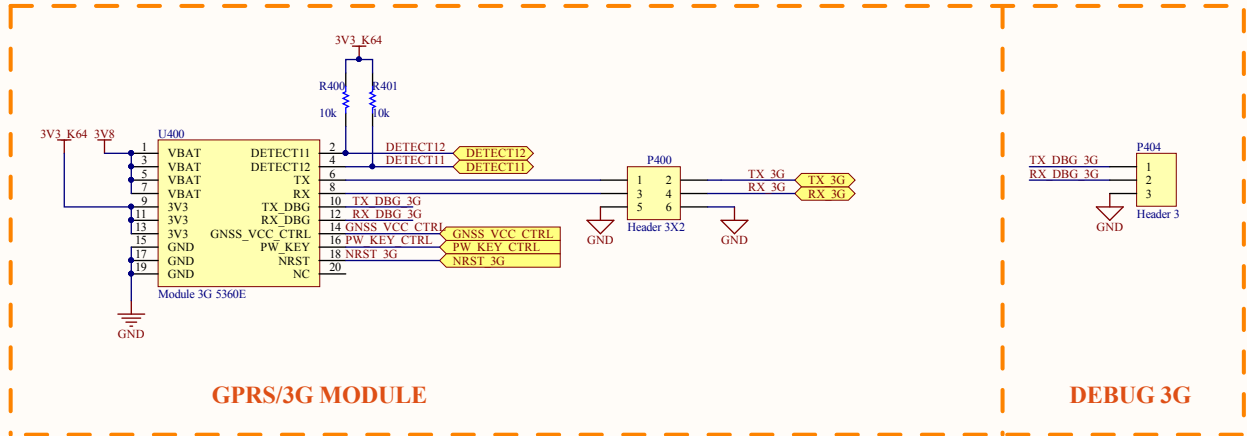 3V3_K64
R400 R401
10k 10k
3V3_K64 3V8
U400
1 VBAT DETECT11 2 DETECT12 DETECT12
3 VBAT DETECT12 4 DETECT11 DETECT11
5 VBAT TX 6
7 VBAT RX 8
9 3V3 TX_DBG 10 TX_DBG_3G
11 3V3 RX_DBG 12 RX_DBG_3G
13 3V3 GNSS_VCC_CTRL 14 GNSS_VCC_CTRL GNSS_VCC_CTRL
15 GND PW_KEY 16 PW_KEY_CTRL PW_KEY_CTRL
17 GND NRST 18 NRST_3G NRST_3G
19 GND NC 20
Module 3G 5360E
GND
P400
1 2 TX_3G TX_3G
3 4 RX_3G RX_3G
5 6
Header 3X2
GND GND
GPRS/3G MODULE
P404
TX_DBG_3G 1
RX_DBG_3G 2
3
Header 3
GND
DEBUG 3G